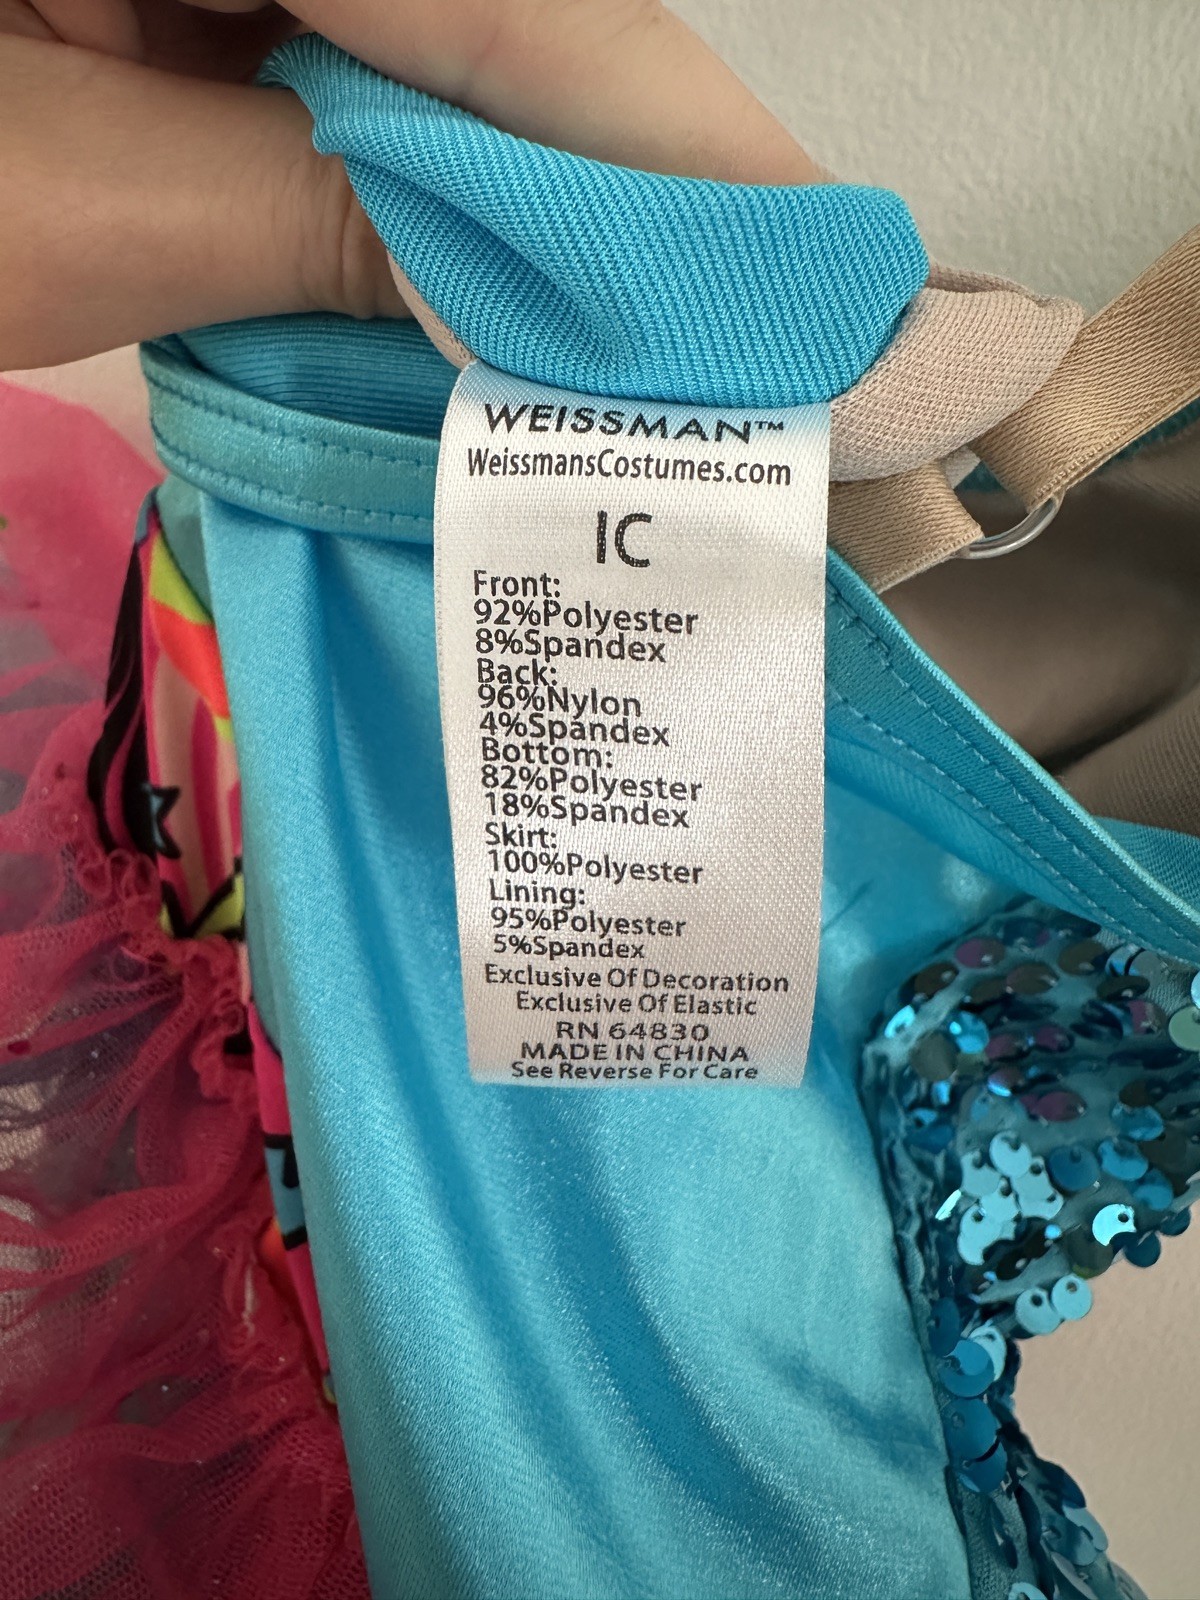 WEISSMAN™
WeissmansCostumes.com
IC
Front:
92%Polyester
8%Spandex
Back:
96%Nylon
4%Spandex
Bottom:
82%Polyester
18%Spandex
Skirt:
100%Polyester
Lining:
95%Polyester
5%Spandex
Exclusive Of Decoration
Exclusive Of Elastic
RN 64830
MADE IN CHINA
See Reverse For Care